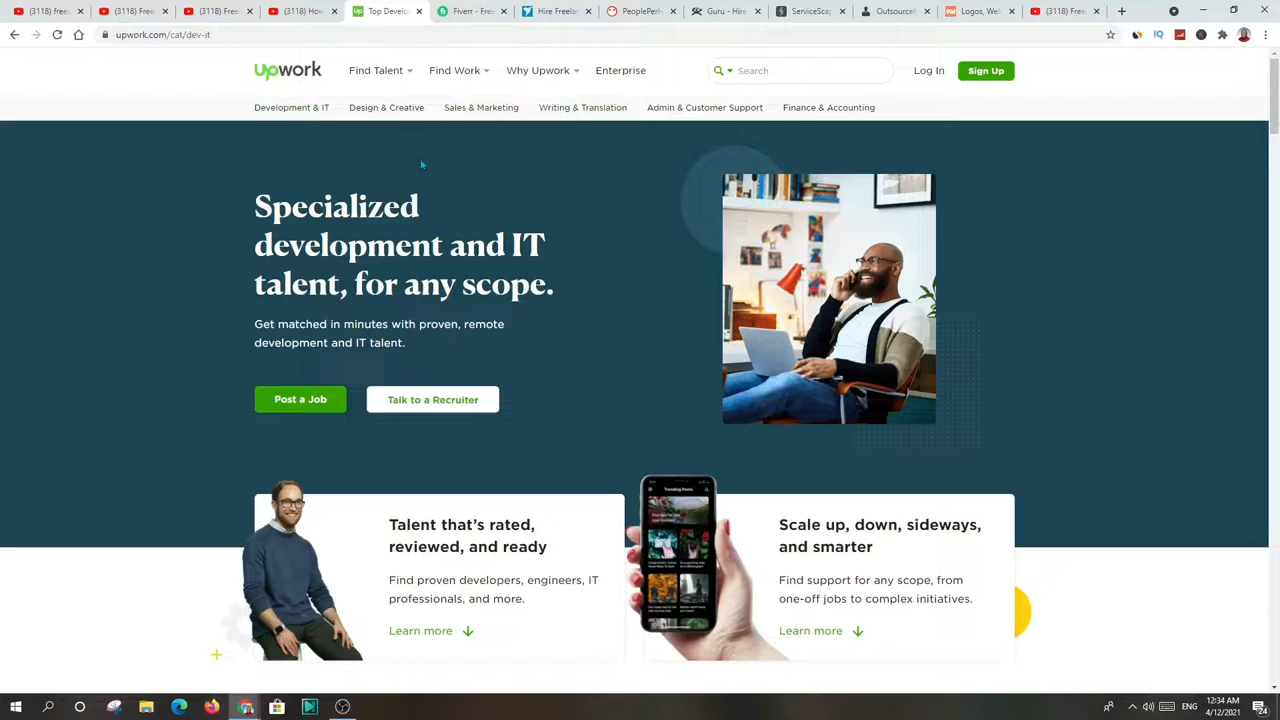 (3118) Free
(3118) Free
(3118) Free
(3118) How
Top Develo
Fiverr - Fre
Hire Freelan
PeoplePerH
Guru - Hire
ServiceScap
Outsourcel
Logos, Web
(3118) Free
upwork.com/cat/dev-it
upwork
Find Talent
Find Work
Why Upwork
Enterprise
Search
Log In
Sign Up
Development & IT
Design & Creative
Sales & Marketing
Writing & Translation
Admin & Customer Support
Finance & Accounting
Specialized
development and IT
talent, for any scope.
Get matched in minutes with proven, remote
development and IT talent.
Post a Job
Talk to a Recruiter
Trending Posts
Talent that's rated,
reviewed, and ready
Find proven developers, engineers, IT
professionals, and more.
Learn more
Scale up, down, sideways,
and smarter
Find support for any scope, from
one-off jobs to complex initiatives.
Learn more
ENG
12:34 AM
4/12/2021
24